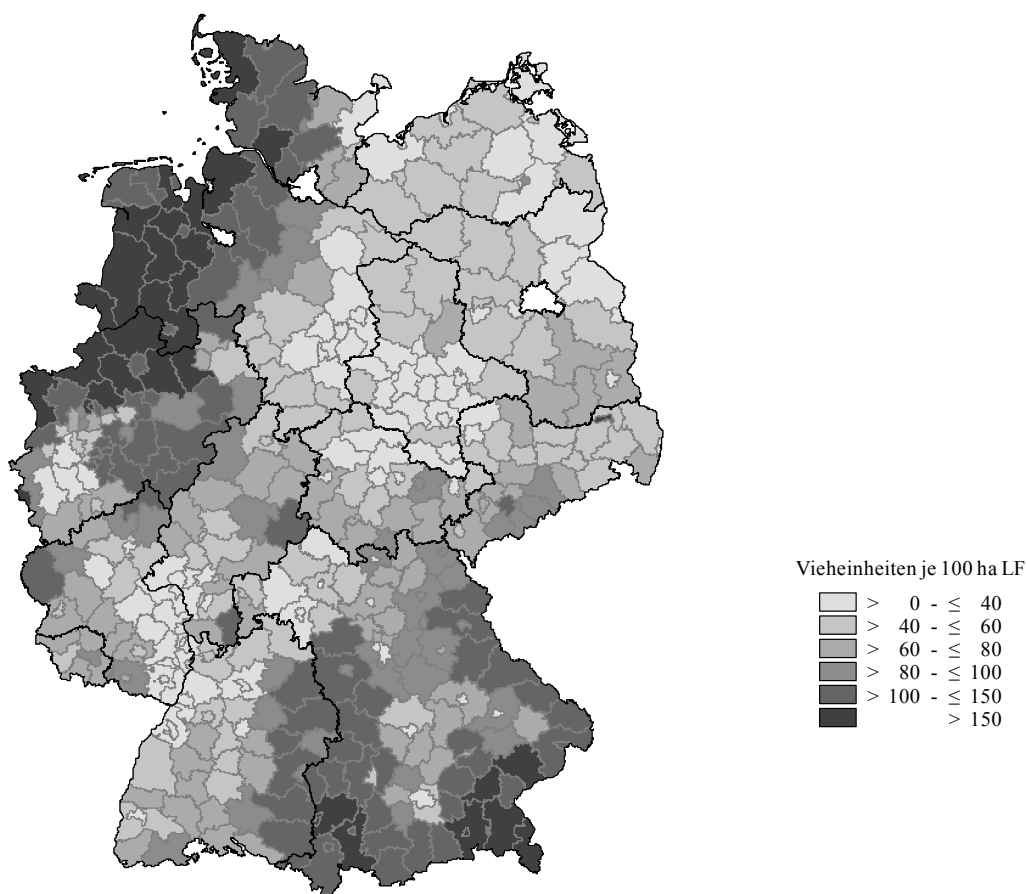 Vieheinheiten je 100 ha LF
> 0 - ≤ 40
> 40 - ≤ 60
> 60 - ≤ 80
> 80 - ≤ 100
> 100 - ≤ 150
> 150